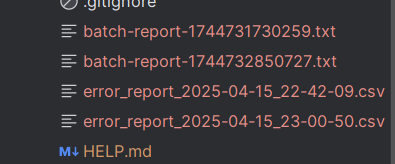 .gitignore
batch-report-1744731730259.txt
batch-report-1744732850727.txt
error_report_2025-04-15_22-42-09.csv
error_report_2025-04-15_23-00-50.csv
M↓ HELP.md